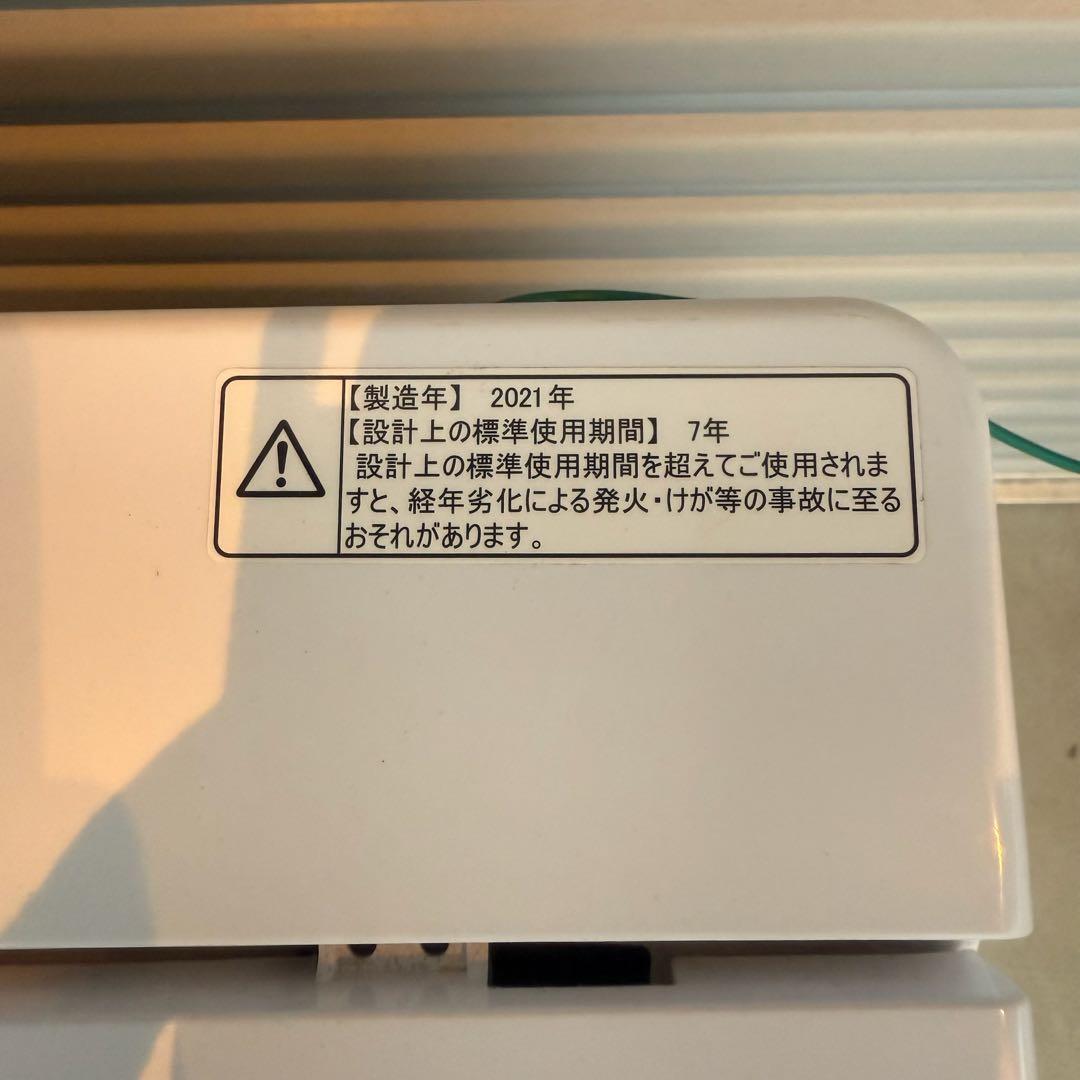 【製造年】 2021年
【設計上の標準使用期間】 7年
設計上の標準使用期間を超えてご使用されま
すと、経年劣化による発火・けが等の事故に至る
おそれがあります。